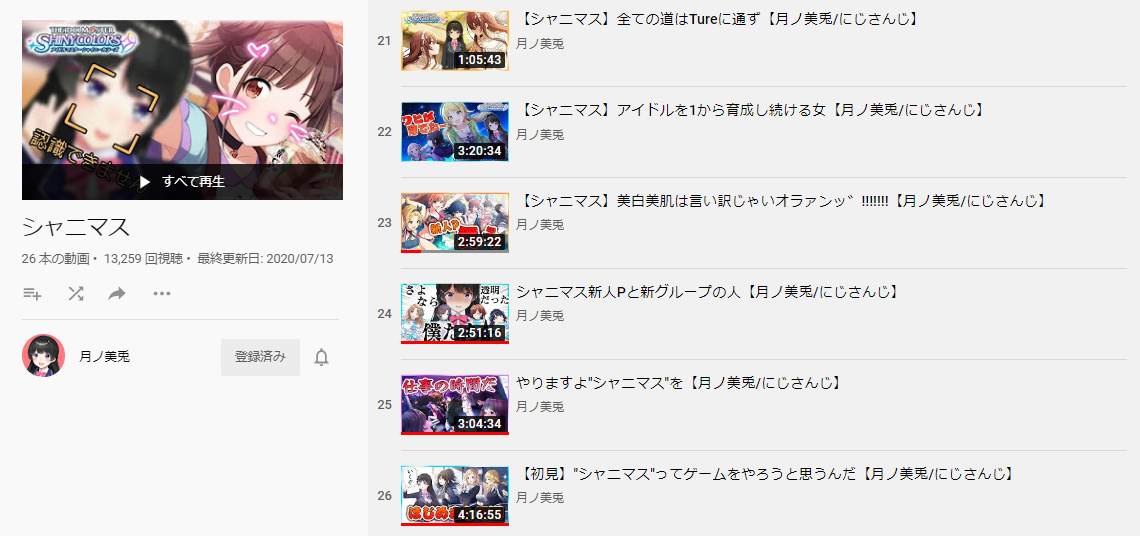 THE IDOLM@STER
SHINY COLORS
認識できません
すべて再生
シャニマス
26 本の動画・ 13,259 回視聴・ 最終更新日: 2020/07/13
月ノ美兎
登録済み
21
1:05:43
【シャニマス】全ての道はTureに通ず【月ノ美兎/にじさんじ】
月ノ美兎
22
3:20:34
【シャニマス】アイドルを1から育成し続ける女【月ノ美兎/にじさんじ】
月ノ美兎
23
新人P
2:59:22
【シャニマス】美白美肌は言い訳じゃいオラァンッ゛!!!!!!!【月ノ美兎/にじさんじ】
月ノ美兎
24
さよなら
透明だった
僕た
2:51:16
シャニマス新人Pと新グループの人【月ノ美兎/にじさんじ】
月ノ美兎
25
仕事の時間だ
3:04:34
やりますよ"シャニマス"を【月ノ美兎/にじさんじ】
月ノ美兎
26
はじめ
4:16:55
【初見】"シャニマス"ってゲームをやろうと思うんだ【月ノ美兎/にじさんじ】
月ノ美兎